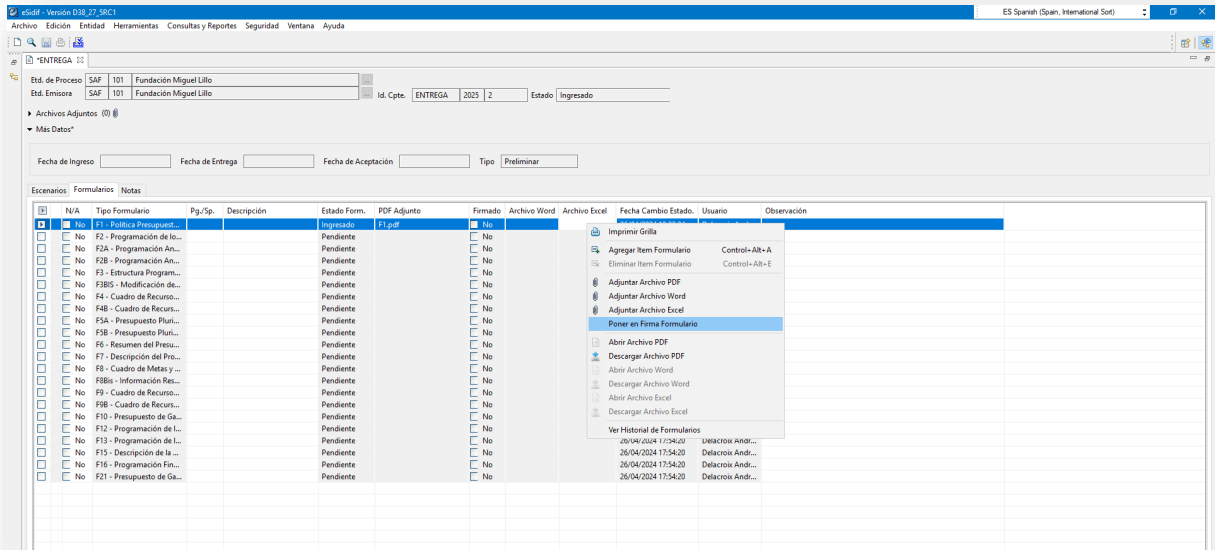 eSidif - Versión D38_27_5RC1 ES Spanish (Spain, International Sort)
Archivo Edición Entidad Herramientas Consultas y Reportes Seguridad Ventana Ayuda
*ENTREGA
Etd. de Proceso SAF 101 Fundación Miguel Lillo ...
Etd. Emisora SAF 101 Fundación Miguel Lillo ... Id. Cpte. ENTREGA 2025 2 Estado Ingresado
Archivos Adjuntos (0)
Más Datos*
Fecha de Ingreso Fecha de Entrega Fecha de Aceptación Tipo Preliminar
Escenarios Formularios Notas
N/A Tipo Formulario Pg./Sp. Descripción Estado Form. PDF Adjunto Firmado Archivo Word Archivo Excel Fecha Cambio Estado. Usuario Observación
No F1 - Política Presupuest... Ingresado F1.pdf No
No F2 - Programación de lo... Pendiente No
No F2A - Programación An... Pendiente No
No F2B - Programación An... Pendiente No
No F3 - Estructura Program... Pendiente No
No F3BIS - Modificación de... Pendiente No
No F4 - Cuadro de Recurso... Pendiente No
No F4B - Cuadro de Recurs... Pendiente No
No F5A - Presupuesto Pluri... Pendiente No
No F5B - Presupuesto Pluri... Pendiente No
No F6 - Resumen del Presu... Pendiente No
No F7 - Descripción del Pro... Pendiente No
No F8 - Cuadro de Metas y ... Pendiente No
No F8Bis - Información Res... Pendiente No
No F9 - Cuadro de Recurso... Pendiente No
No F9B - Cuadro de Recurs... Pendiente No
No F10 - Presupuesto de Ga... Pendiente No
No F12 - Programación de l... Pendiente No
No F13 - Programación de l... Pendiente No 26/04/2024 17:54:20 Delacroix Andr...
No F15 - Descripción de la ... Pendiente No 26/04/2024 17:54:20 Delacroix Andr...
No F16 - Programación Fin... Pendiente No 26/04/2024 17:54:20 Delacroix Andr...
No F21 - Presupuesto de Ga... Pendiente No 26/04/2024 17:54:20 Delacroix Andr...
Imprimir Grilla
Agregar Item Formulario Control+Alt+A
Eliminar Item Formulario Control+Alt+E
Adjuntar Archivo PDF
Adjuntar Archivo Word
Adjuntar Archivo Excel
Poner en Firma Formulario
Abrir Archivo PDF
Descargar Archivo PDF
Abrir Archivo Word
Descargar Archivo Word
Abrir Archivo Excel
Descargar Archivo Excel
Ver Historial de Formularios